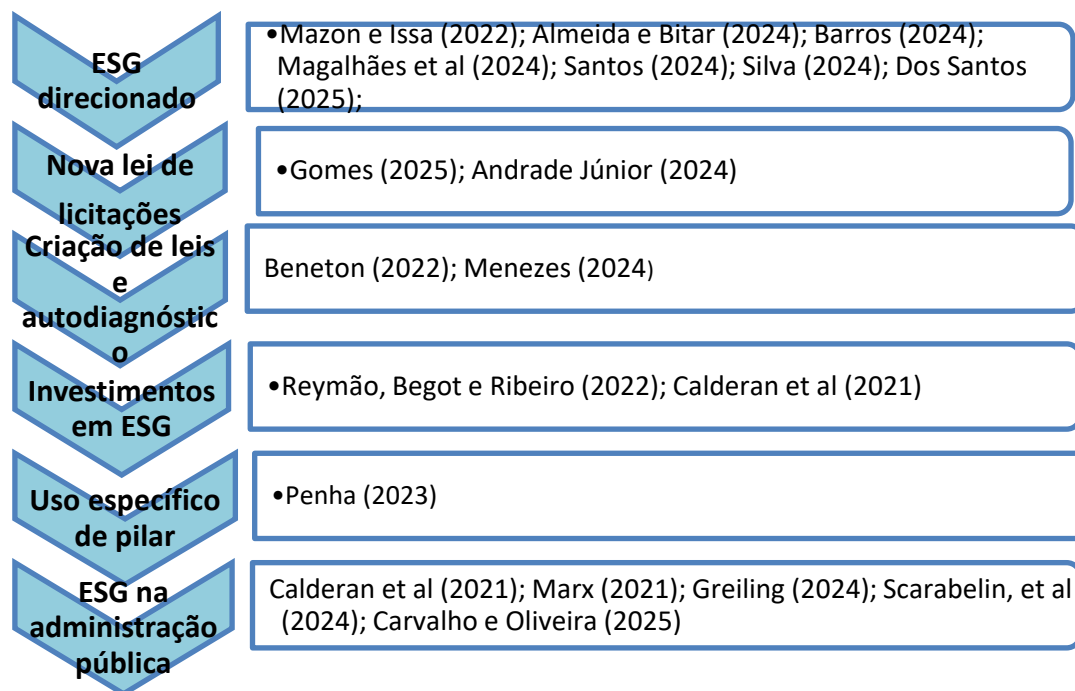 ESG
direcionado
•Mazon e Issa (2022); Almeida e Bitar (2024); Barros (2024);
Magalhães et al (2024); Santos (2024); Silva (2024); Dos Santos
(2025);
Nova lei de
licitações
•Gomes (2025); Andrade Júnior (2024)
Criação de leis
e
autodiagnóstic
o
Beneton (2022); Menezes (2024)
Investimentos
em ESG
•Reymão, Begot e Ribeiro (2022); Calderan et al (2021)
Uso específico
de pilar
•Penha (2023)
ESG na
administração
pública
Calderan et al (2021); Marx (2021); Greiling (2024); Scarabelin, et al
(2024); Carvalho e Oliveira (2025)